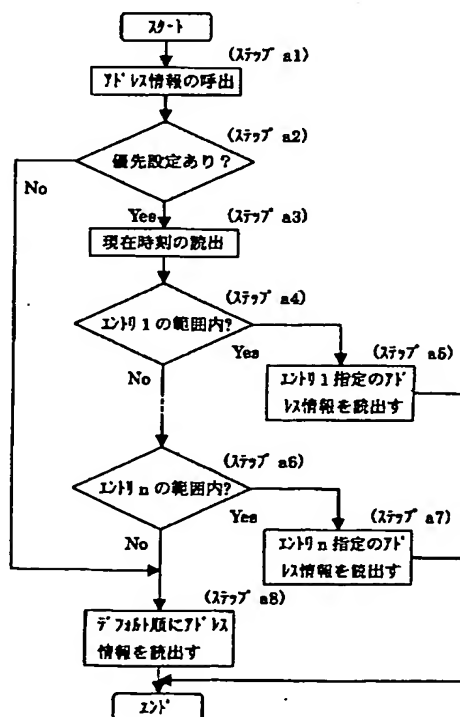 ｽﾀｰﾄ
(ｽﾃｯﾌﾟ a1)
ｱﾄﾞﾚｽ情報の呼出
(ｽﾃｯﾌﾟ a2)
優先設定あり？
No
Yes
(ｽﾃｯﾌﾟ a3)
現在時刻の読出
(ｽﾃｯﾌﾟ a4)
ｴﾝﾄﾘ1の範囲内?
Yes
No
(ｽﾃｯﾌﾟ a5)
ｴﾝﾄﾘ1指定のｱﾄﾞ
ﾚｽ情報を読出す
(ｽﾃｯﾌﾟ a6)
ｴﾝﾄﾘnの範囲内?
Yes
No
(ｽﾃｯﾌﾟ a7)
ｴﾝﾄﾘn指定のｱﾄﾞ
ﾚｽ情報を読出す
(ｽﾃｯﾌﾟ a8)
ﾃﾞﾌｫﾙﾄ順にｱﾄﾞﾚｽ
情報を読出す
ｴﾝﾄﾞ